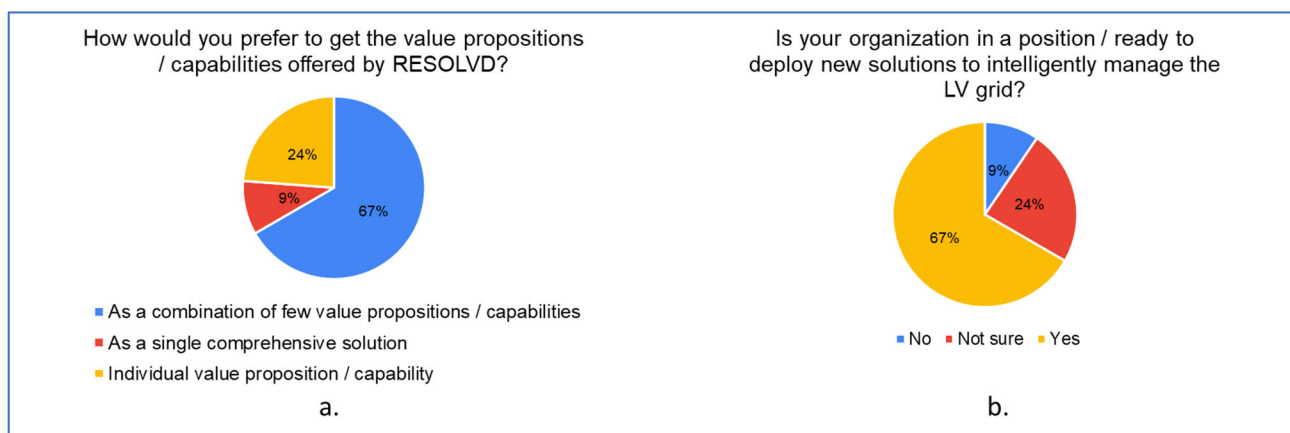 How would you prefer to get the value propositions
/ capabilities offered by RESOLVD?
24%
9%
67%
As a combination of few value propositions / capabilities
As a single comprehensive solution
Individual value proposition / capability
a.
Is your organization in a position / ready to
deploy new solutions to intelligently manage the
LV grid?
9%
24%
67%
No Not sure Yes
b.